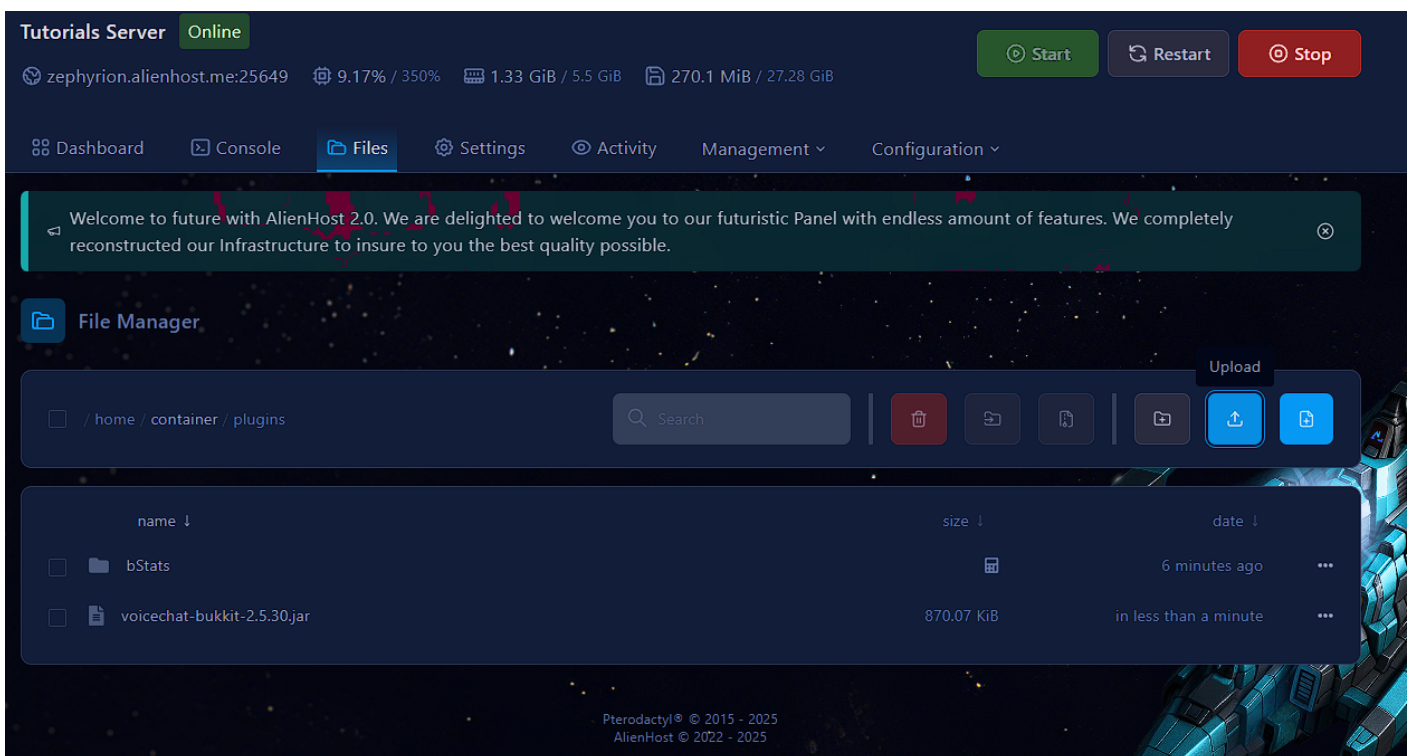 Tutorials Server Online
Start Restart Stop
zephyrion.alienhost.me:25649 9.17% / 350% 1.33 GiB / 5.5 GiB 270.1 MiB / 27.28 GiB
Dashboard Console Files Settings Activity Management Configuration
Welcome to future with AlienHost 2.0. We are delighted to welcome you to our futuristic Panel with endless amount of features. We completely
reconstructed our Infrastructure to insure to you the best quality possible.
File Manager
Upload
/ home / container / plugins Search
name ↓ size ↓ date ↓
bStats 6 minutes ago
voicechat-bukkit-2.5.30.jar 870.07 KiB in less than a minute
Pterodactyl® © 2015 - 2025
AlienHost © 2022 - 2025